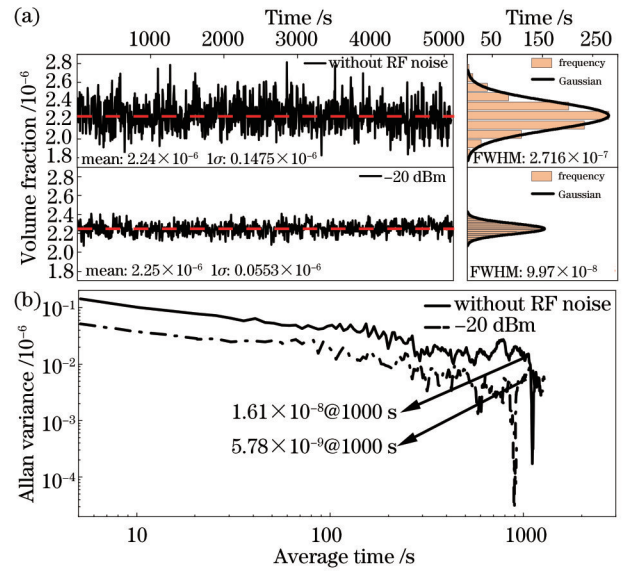 (a)
Time /s
Time /s
1000 2000 3000 4000 5000
0 50 150 250
Volume fraction /10⁻⁶
2.8
2.6
2.4
2.2
2.0
1.8
without RF noise
mean: 2.24×10⁻⁶ 1σ: 0.1475×10⁻⁶
frequency
Gaussian
FWHM: 2.716×10⁻⁷
2.8
2.6
2.4
2.2
2.0
1.8
−20 dBm
mean: 2.25×10⁻⁶ 1σ: 0.0553×10⁻⁶
frequency
Gaussian
FWHM: 9.97×10⁻⁸
(b)
Allan variance /10⁻⁶
10⁻¹
10⁻²
10⁻³
10⁻⁴
without RF noise
−20 dBm
1.61×10⁻⁸@1000 s
5.78×10⁻⁹@1000 s
10 100 1000
Average time /s